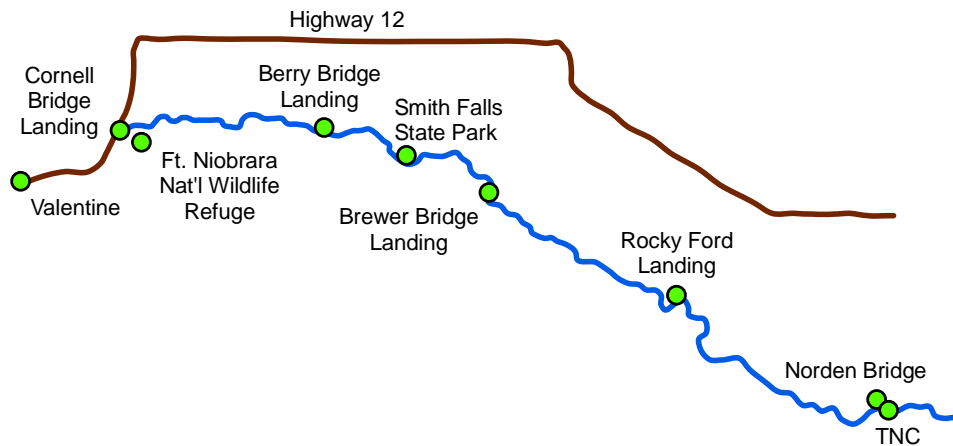 Highway 12
Cornell
Bridge
Landing
Berry Bridge
Landing
Smith Falls
State Park
Ft. Niobrara
Nat'l Wildlife
Refuge
Valentine
Brewer Bridge
Landing
Rocky Ford
Landing
Norden Bridge
TNC